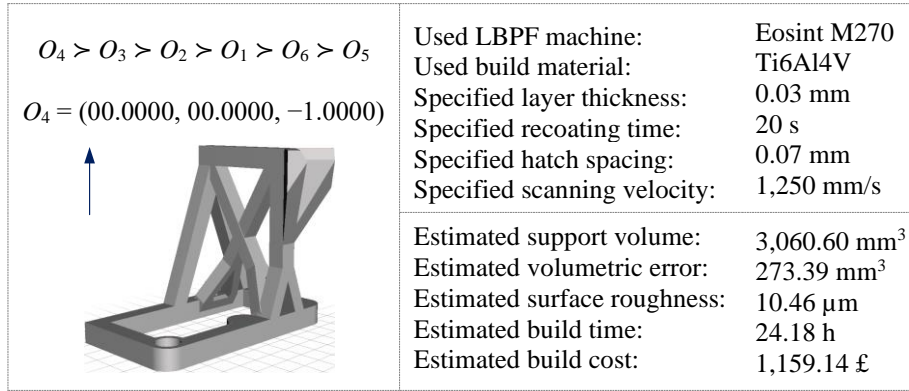 O₄ ≻ O₃ ≻ O₂ ≻ O₁ ≻ O₆ ≻ O₅
O₄ = (00.0000, 00.0000, −1.0000)
Used LBPF machine: Eosint M270
Used build material: Ti6Al4V
Specified layer thickness: 0.03 mm
Specified recoating time: 20 s
Specified hatch spacing: 0.07 mm
Specified scanning velocity: 1,250 mm/s
Estimated support volume: 3,060.60 mm³
Estimated volumetric error: 273.39 mm³
Estimated surface roughness: 10.46 µm
Estimated build time: 24.18 h
Estimated build cost: 1,159.14 £